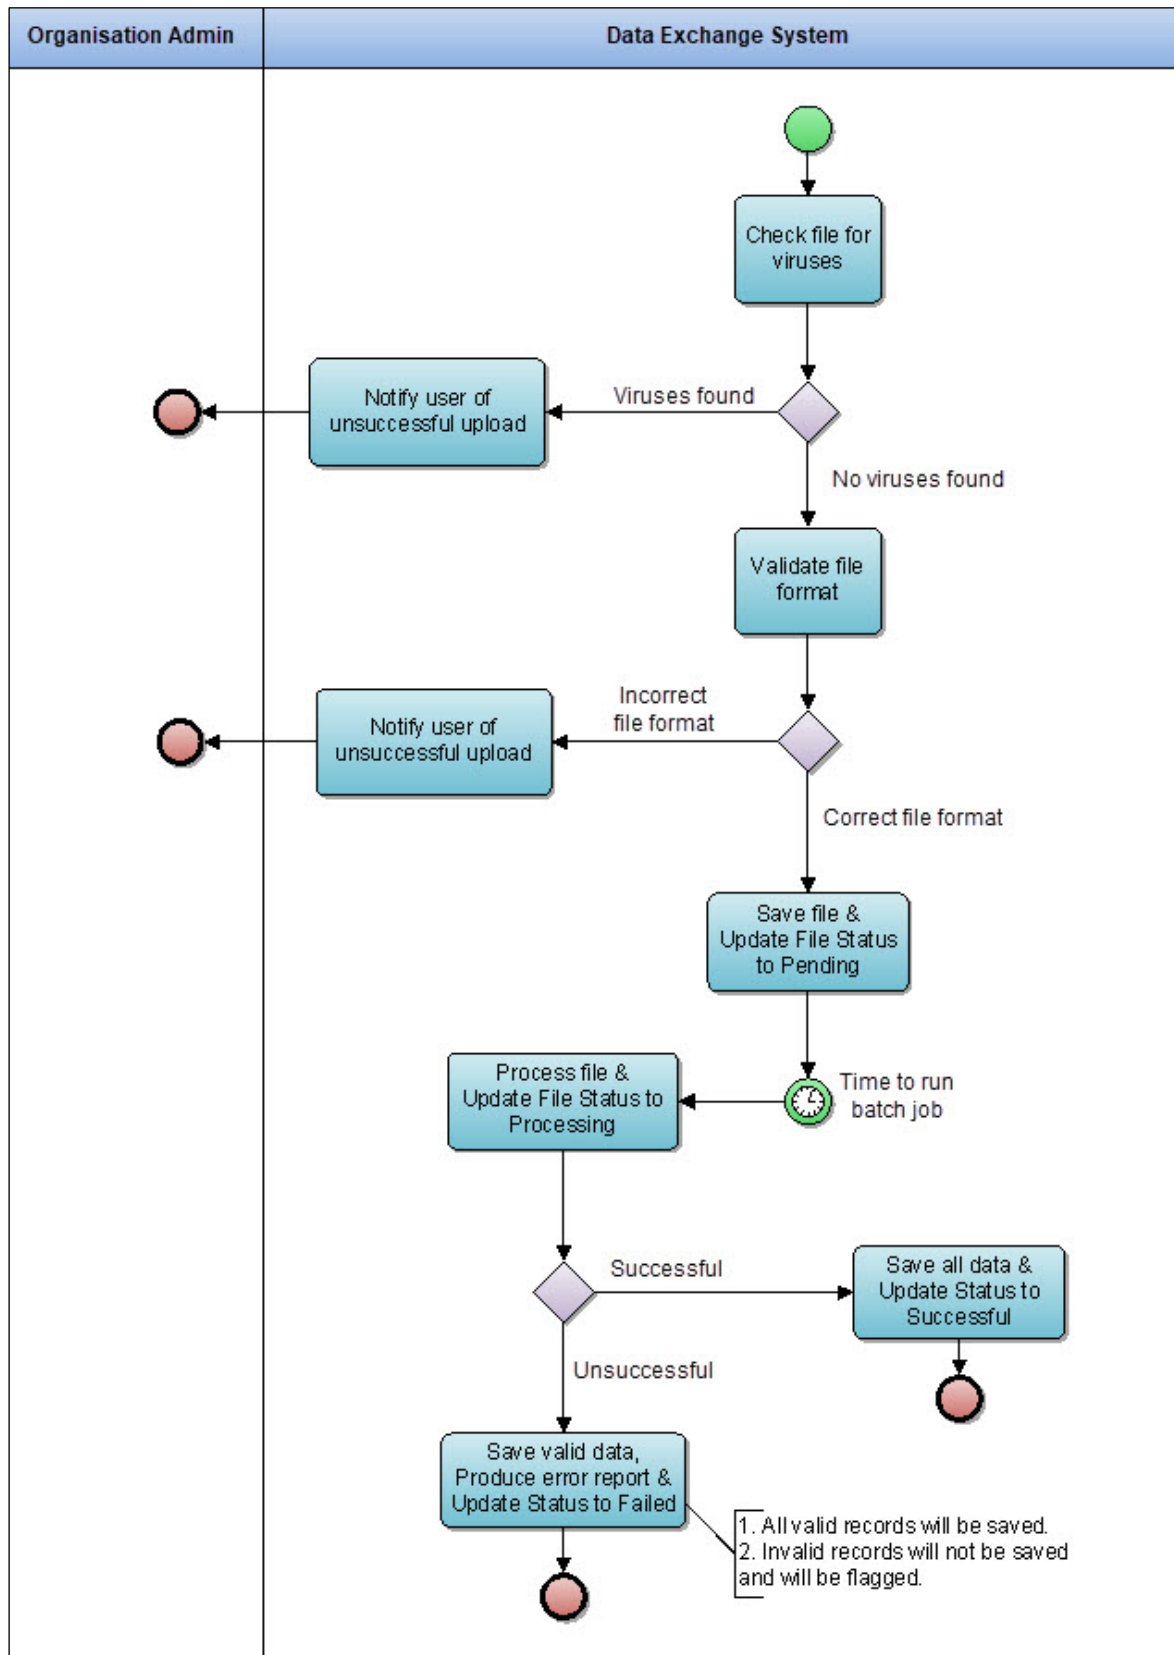 Organisation Admin
Data Exchange System
Check file for
viruses
Viruses found
Notify user of
unsuccessful upload
No viruses found
Validate file
format
Incorrect
file format
Notify user of
unsuccessful upload
Correct file format
Save file &
Update File Status
to Pending
Time to run
batch job
Process file &
Update File Status to
Processing
Successful
Save all data &
Update Status to
Successful
Unsuccessful
Save valid data,
Produce error report &
Update Status to Failed
1. All valid records will be saved.
2. Invalid records will not be saved
and will be flagged.